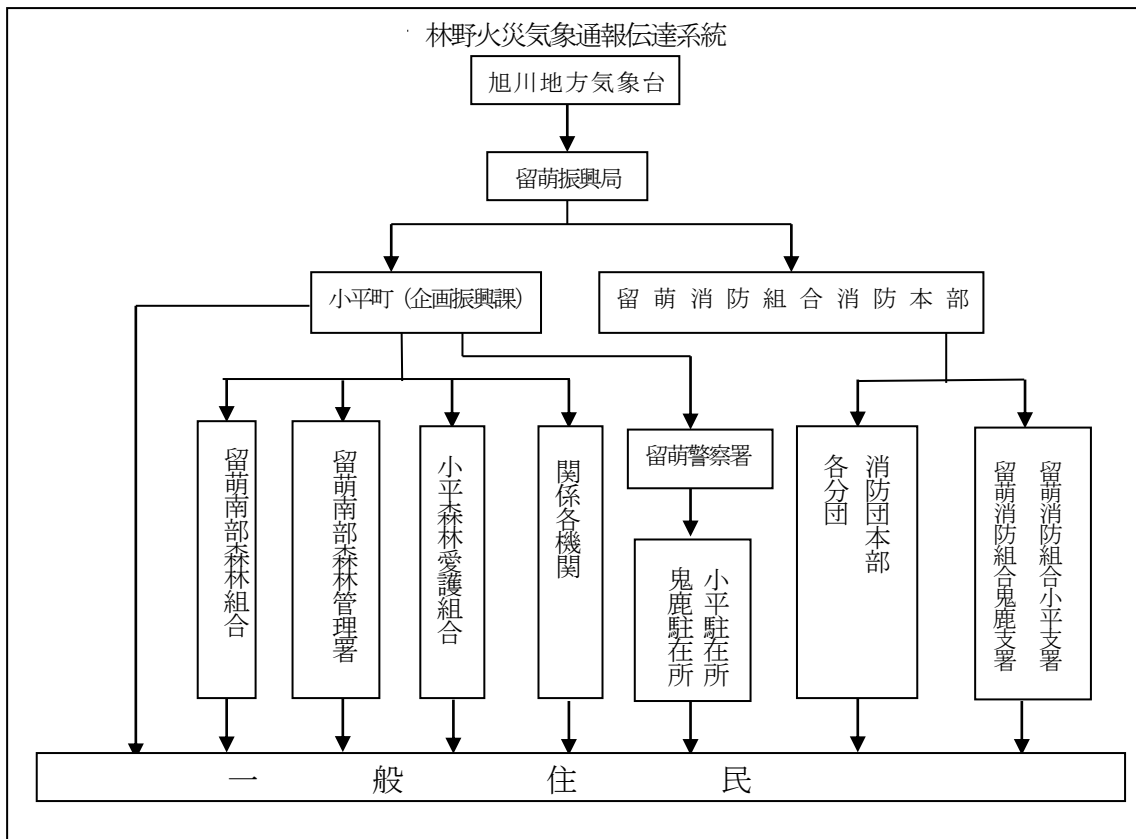 林野火災気象通報伝達系統
旭川地方気象台
留萌振興局
小平町（企画振興課）
留萌消防組合消防本部
留萌南部森林組合
留萌南部森林管理署
小平森林愛護組合
関係各機関
留萌警察署
小平駐在所
鬼鹿駐在所
消防団本部
各分団
留萌消防組合小平支署
留萌消防組合鬼鹿支署
一般住民